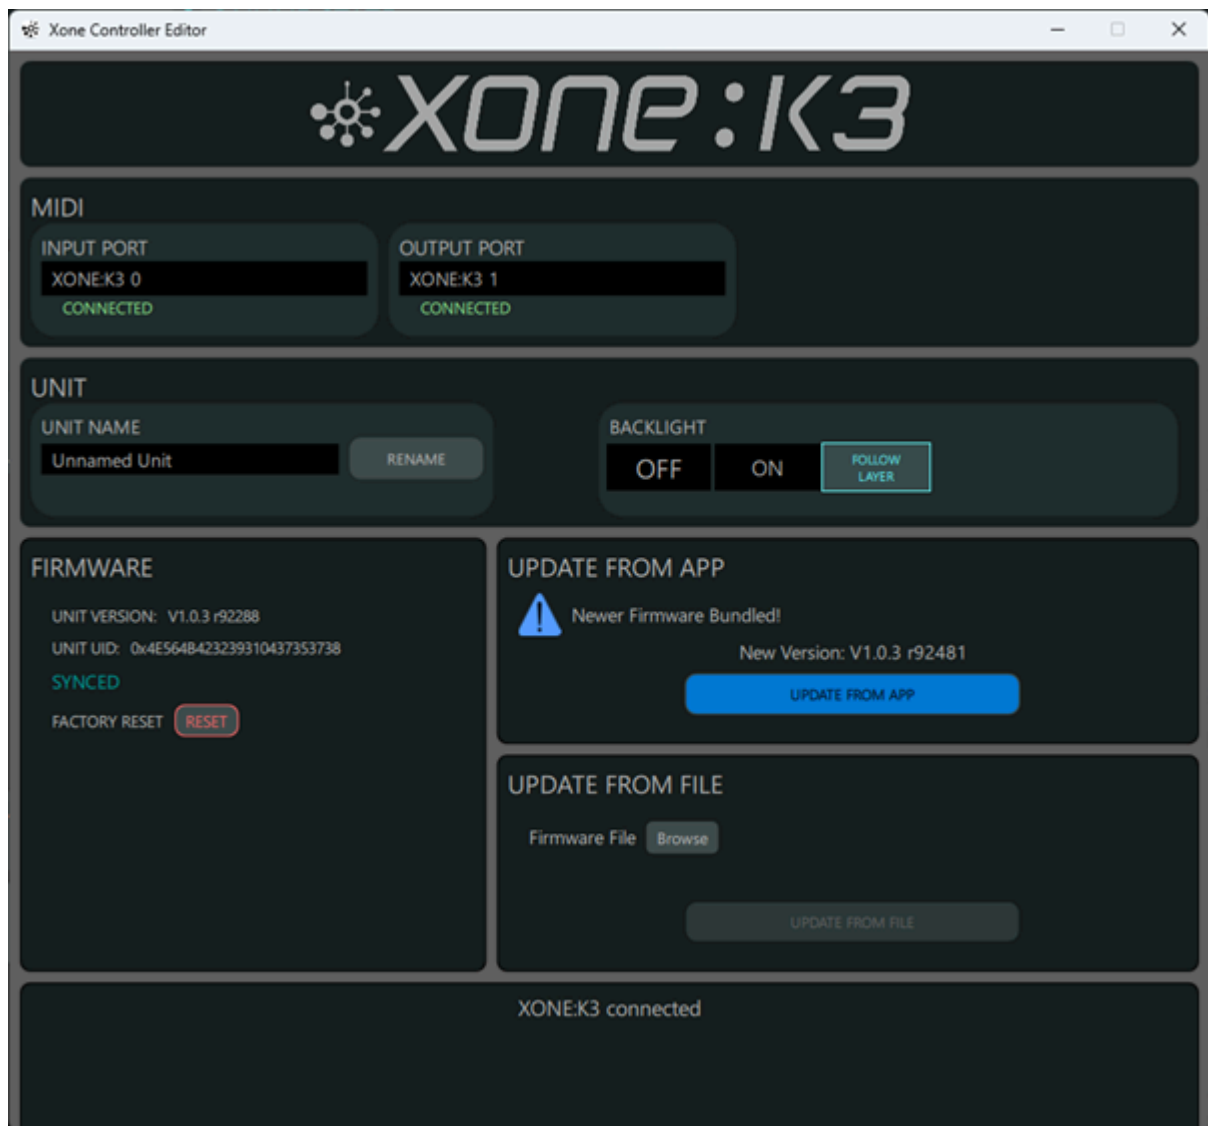 Xone Controller Editor
XONE:K3
MIDI
INPUT PORT
XONE:K3 0
CONNECTED
OUTPUT PORT
XONE:K3 1
CONNECTED
UNIT
UNIT NAME
Unnamed Unit
RENAME
BACKLIGHT
OFF
ON
FOLLOW
LAYER
FIRMWARE
UNIT VERSION: V1.0.3 r92288
UNIT UID: 0x4E564B423239310437353738
SYNCED
FACTORY RESET RESET
UPDATE FROM APP
Newer Firmware Bundled!
New Version: V1.0.3 r92481
UPDATE FROM APP
UPDATE FROM FILE
Firmware File Browse
UPDATE FROM FILE
XONE:K3 connected